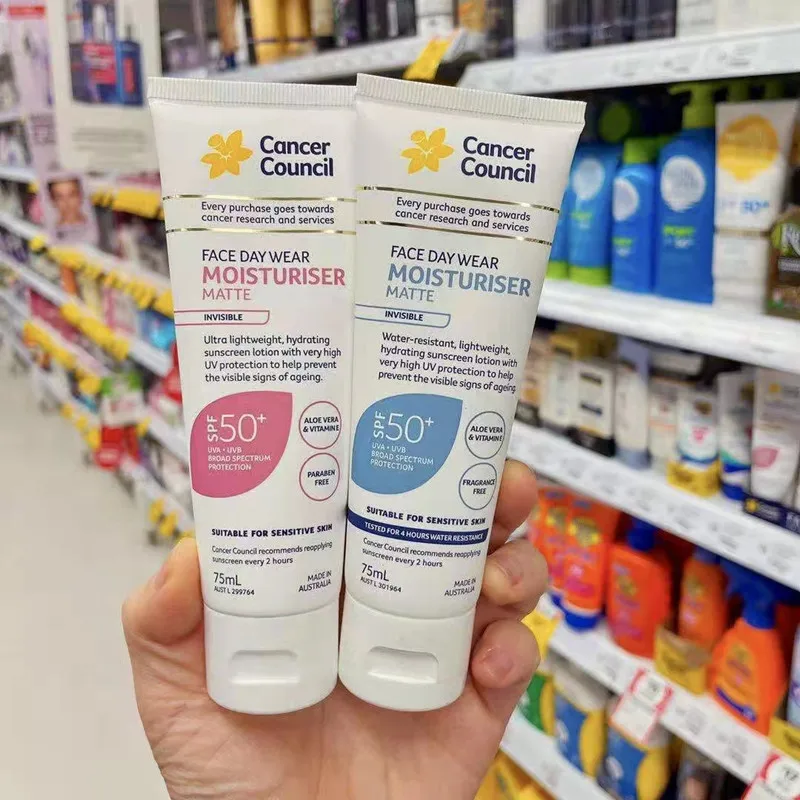 Cancer
Council
Every purchase goes towards
cancer research and services
FACE DAY WEAR
MOISTURISER
MATTE
INVISIBLE
Ultra lightweight, hydrating
sunscreen lotion with very high
UV protection to help prevent
the visible signs of ageing.
SPF 50+
UVA • UVB
BROAD SPECTRUM
PROTECTION
ALOE VERA
& VITAMIN E
PARABEN
FREE
SUITABLE FOR SENSITIVE SKIN
Cancer Council recommends reapplying
sunscreen every 2 hours
75mL
AUST L 299764
MADE IN
AUSTRALIA
Cancer
Council
Every purchase goes towards
cancer research and services
FACE DAY WEAR
MOISTURISER
MATTE
INVISIBLE
Water-resistant, lightweight,
hydrating sunscreen lotion with
very high UV protection to help
prevent the visible signs of ageing.
SPF 50+
UVA • UVB
BROAD SPECTRUM
PROTECTION
ALOE VERA
& VITAMIN E
FRAGRANCE
FREE
SUITABLE FOR SENSITIVE SKIN
TESTED FOR 4 HOURS WATER RESISTANCE
Cancer Council recommends reapplying
sunscreen every 2 hours
75mL
AUST L 301964
MADE IN
AUSTRALIA